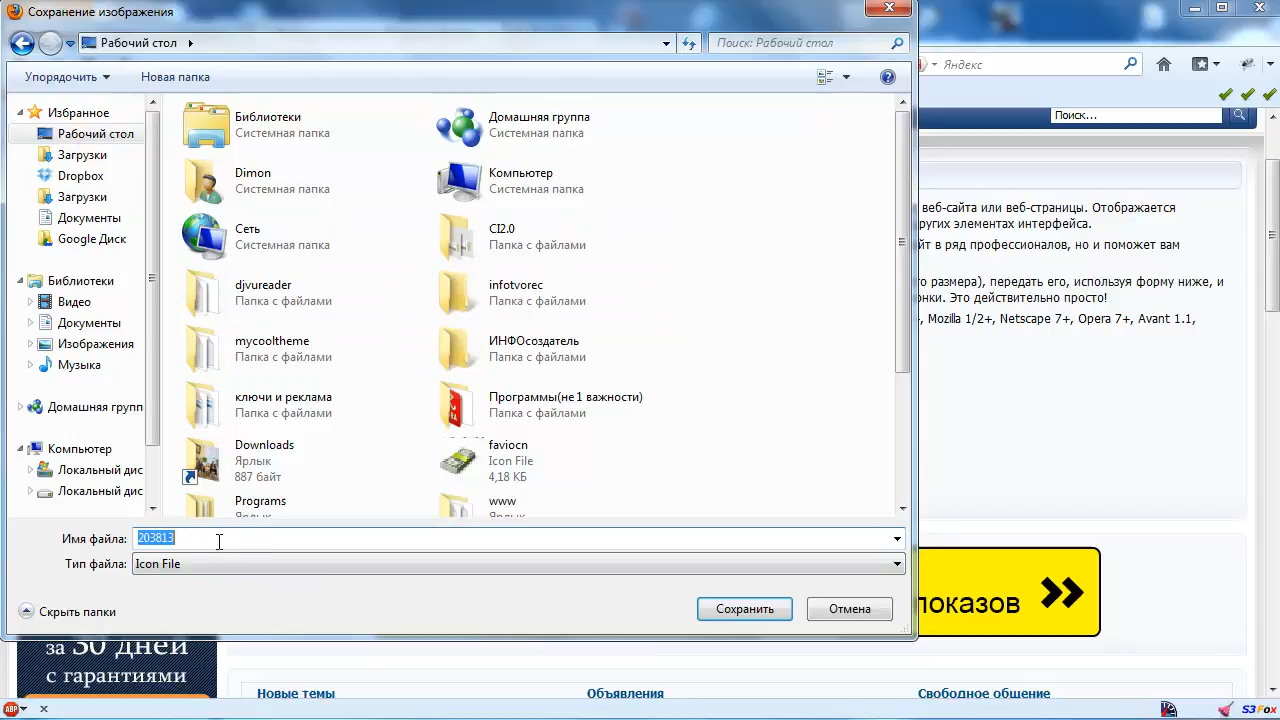 Сохранение изображения
Рабочий стол
Поиск: Рабочий стол
Яндекс
Упорядочить
Новая папка
Избранное
Рабочий стол
Загрузки
Dropbox
Загрузки
Документы
Google Диск
Библиотеки
Видео
Документы
Изображения
Музыка
Домашняя групп
Компьютер
Локальный дис
Локальный дис
Библиотеки
Системная папка
Домашняя группа
Системная папка
Dimon
Системная папка
Компьютер
Системная папка
Сеть
Системная папка
CI2.0
Папка с файлами
djvureader
Папка с файлами
infotvorec
Папка с файлами
mycooltheme
Папка с файлами
ИНФОсоздатель
Папка с файлами
ключи и реклама
Папка с файлами
Программы(не 1 важности)
Папка с файлами
Downloads
Ярлык
887 байт
faviocn
Icon File
4,18 КБ
Programs
Ярлык
www
Ярлык
Имя файла:
203813
Тип файла:
Icon File
Скрыть папки
Сохранить
Отмена
Поиск...
веб-сайта или веб-страницы. Отображается
других элементах интерфейса.
т в ряд профессионалов, но и поможет вам
о размера), передать его, используя форму ниже, и
онки. Это действительно просто!
, Mozilla 1/2+, Netscape 7+, Opera 7+, Avant 1.1,
показов
за 30 дней
с гарантиями
Новые темы
Объявления
Свободное общение
ABP
S3Fox